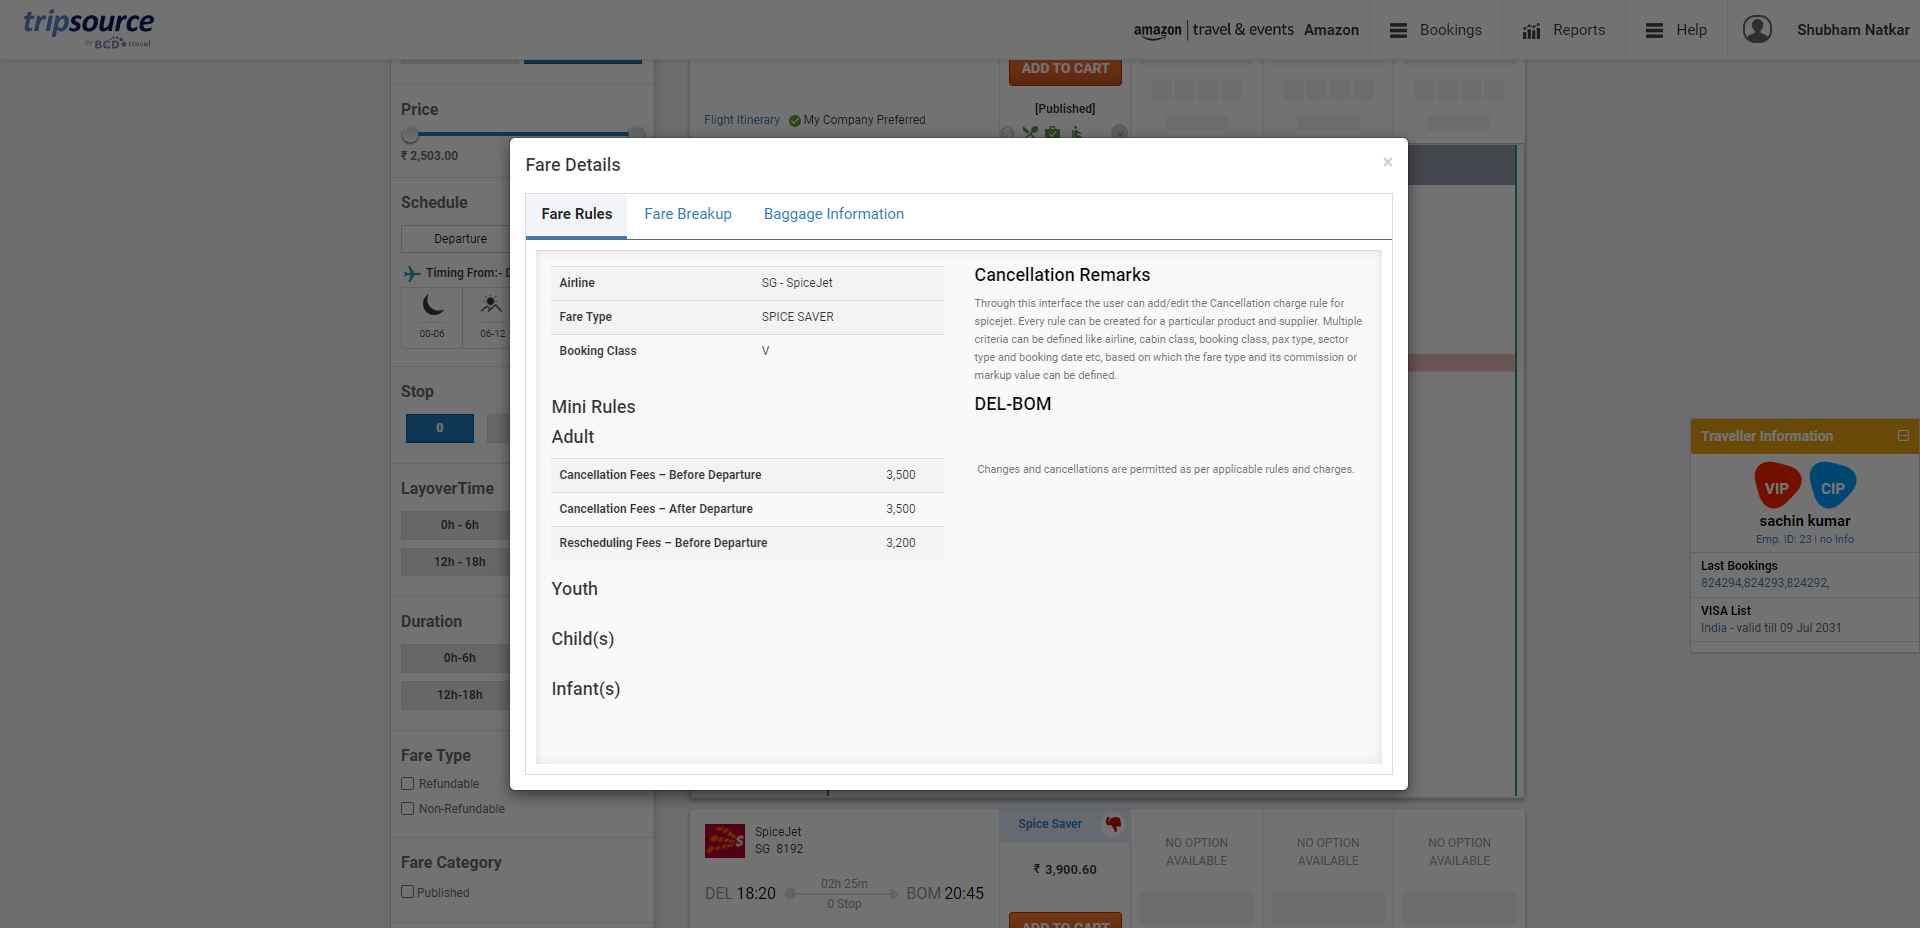 tripsource
by BCD travel
amazon | travel & events Amazon
Bookings
Reports
Help
Shubham Natkar
Price
₹ 2,503.00
Schedule
Departure
Timing From:- D
00-06
06-12
Stop
0
LayoverTime
0h - 6h
12h - 18h
Duration
0h-6h
12h-18h
Fare Type
Refundable
Non-Refundable
Fare Category
Published
ADD TO CART
[Published]
Flight Itinerary My Company Preferred
Fare Details
×
Fare Rules Fare Breakup Baggage Information
Airline SG - SpiceJet
Fare Type SPICE SAVER
Booking Class V
Mini Rules
Adult
Cancellation Fees – Before Departure 3,500
Cancellation Fees – After Departure 3,500
Rescheduling Fees – Before Departure 3,200
Youth
Child(s)
Infant(s)
Cancellation Remarks
Through this interface the user can add/edit the Cancellation charge rule for
spicejet. Every rule can be created for a particular product and supplier. Multiple
criteria can be defined like airline, cabin class, booking class, pax type, sector
type and booking date etc, based on which the fare type and its commission or
markup value can be defined.
DEL-BOM
Changes and cancellations are permitted as per applicable rules and charges.
Traveller Information
VIP CIP
sachin kumar
Emp. ID: 23 | no Info
Last Bookings
824294,824293,824292,
VISA List
India - valid till 09 Jul 2031
SpiceJet
SG 8192
DEL 18:20
02h 25m
0 Stop
BOM 20:45
Spice Saver
₹ 3,900.60
ADD TO CART
NO OPTION
AVAILABLE
NO OPTION
AVAILABLE
NO OPTION
AVAILABLE